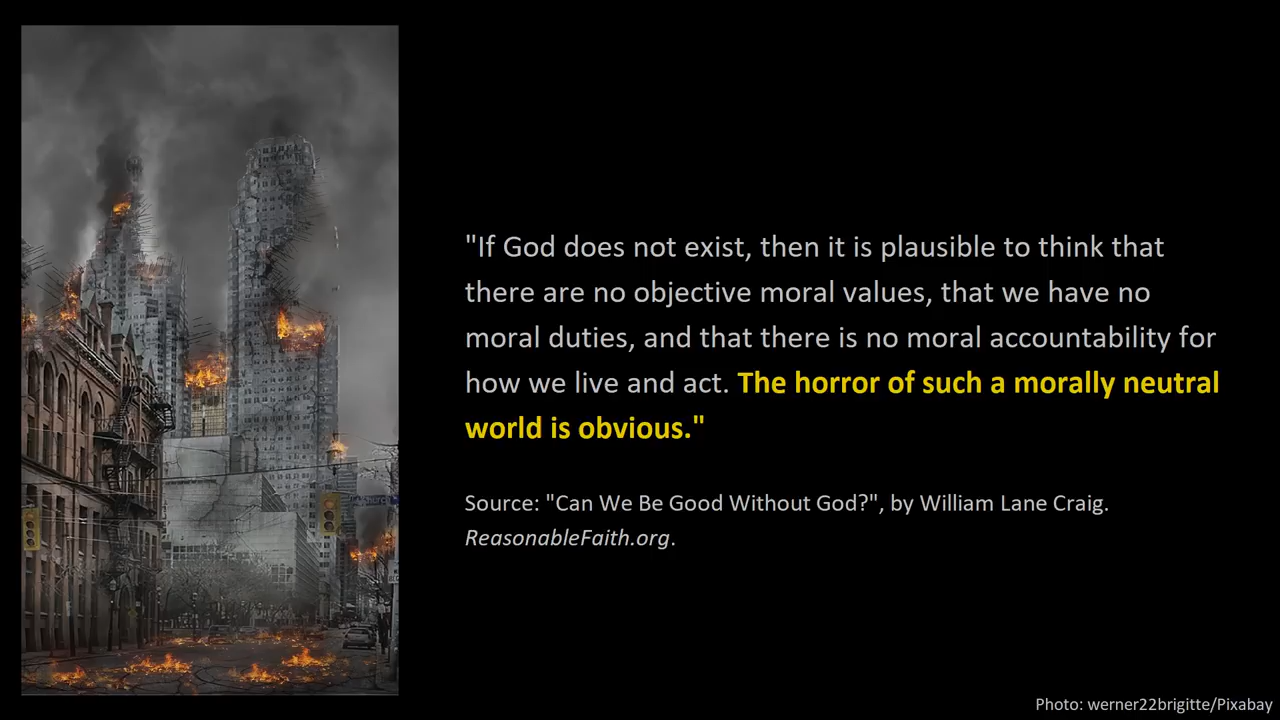 "If God does not exist, then it is plausible to think that
there are no objective moral values, that we have no
moral duties, and that there is no moral accountability for
how we live and act. The horror of such a morally neutral
world is obvious."
Source: "Can We Be Good Without God?", by William Lane Craig.
ReasonableFaith.org.
Photo: werner22brigitte/Pixabay